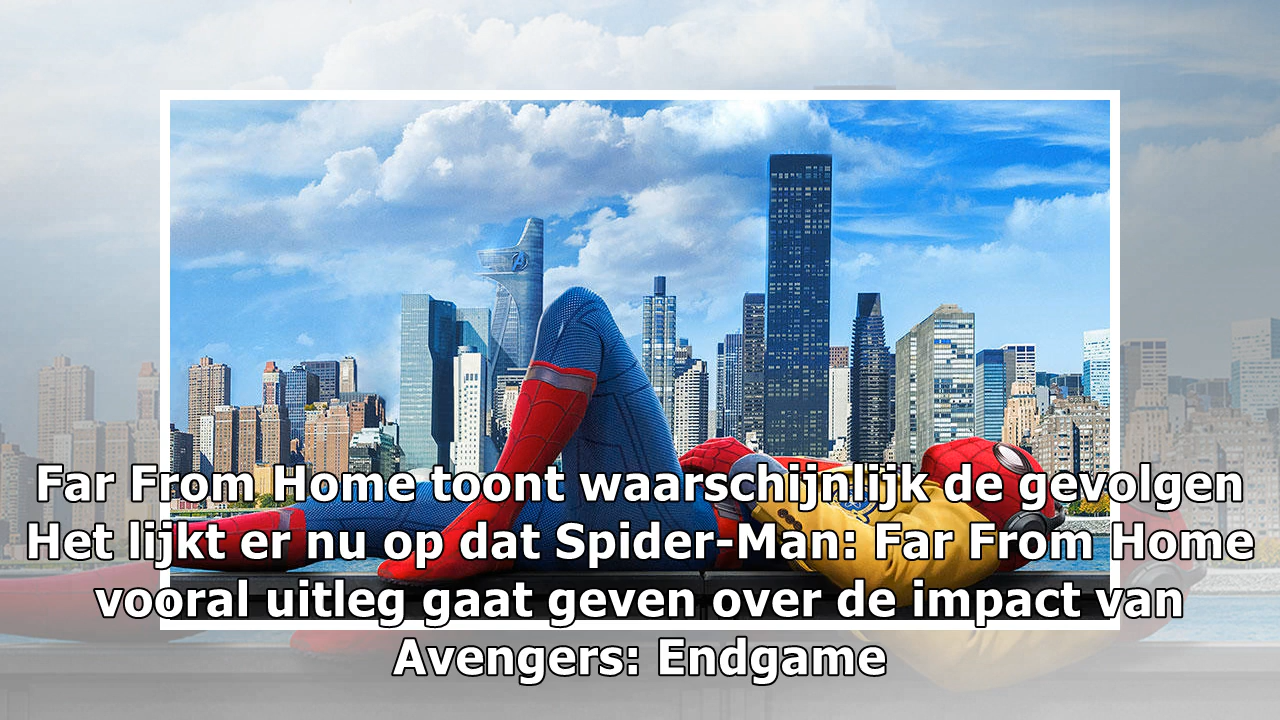 Far From Home toont waarschijnlijk de gevolgen
Het lijkt er nu op dat Spider-Man: Far From Home
vooral uitleg gaat geven over de impact van
Avengers: Endgame